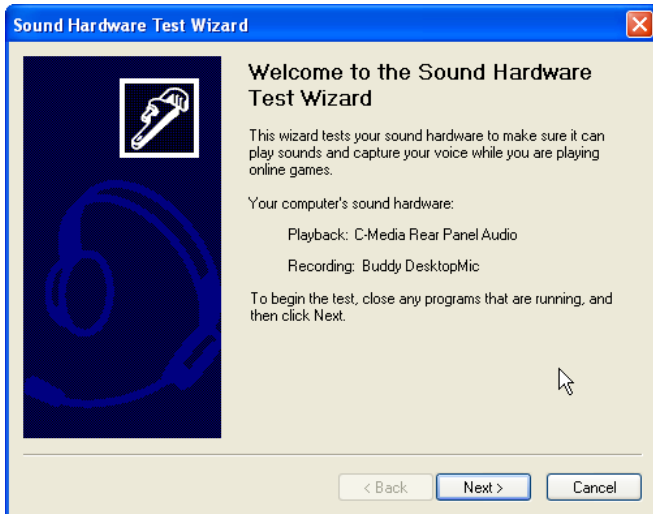 Sound Hardware Test Wizard
Welcome to the Sound Hardware
Test Wizard
This wizard tests your sound hardware to make sure it can
play sounds and capture your voice while you are playing
online games.
Your computer's sound hardware:
Playback: C-Media Rear Panel Audio
Recording: Buddy DesktopMic
To begin the test, close any programs that are running, and
then click Next.
< Back Next > Cancel